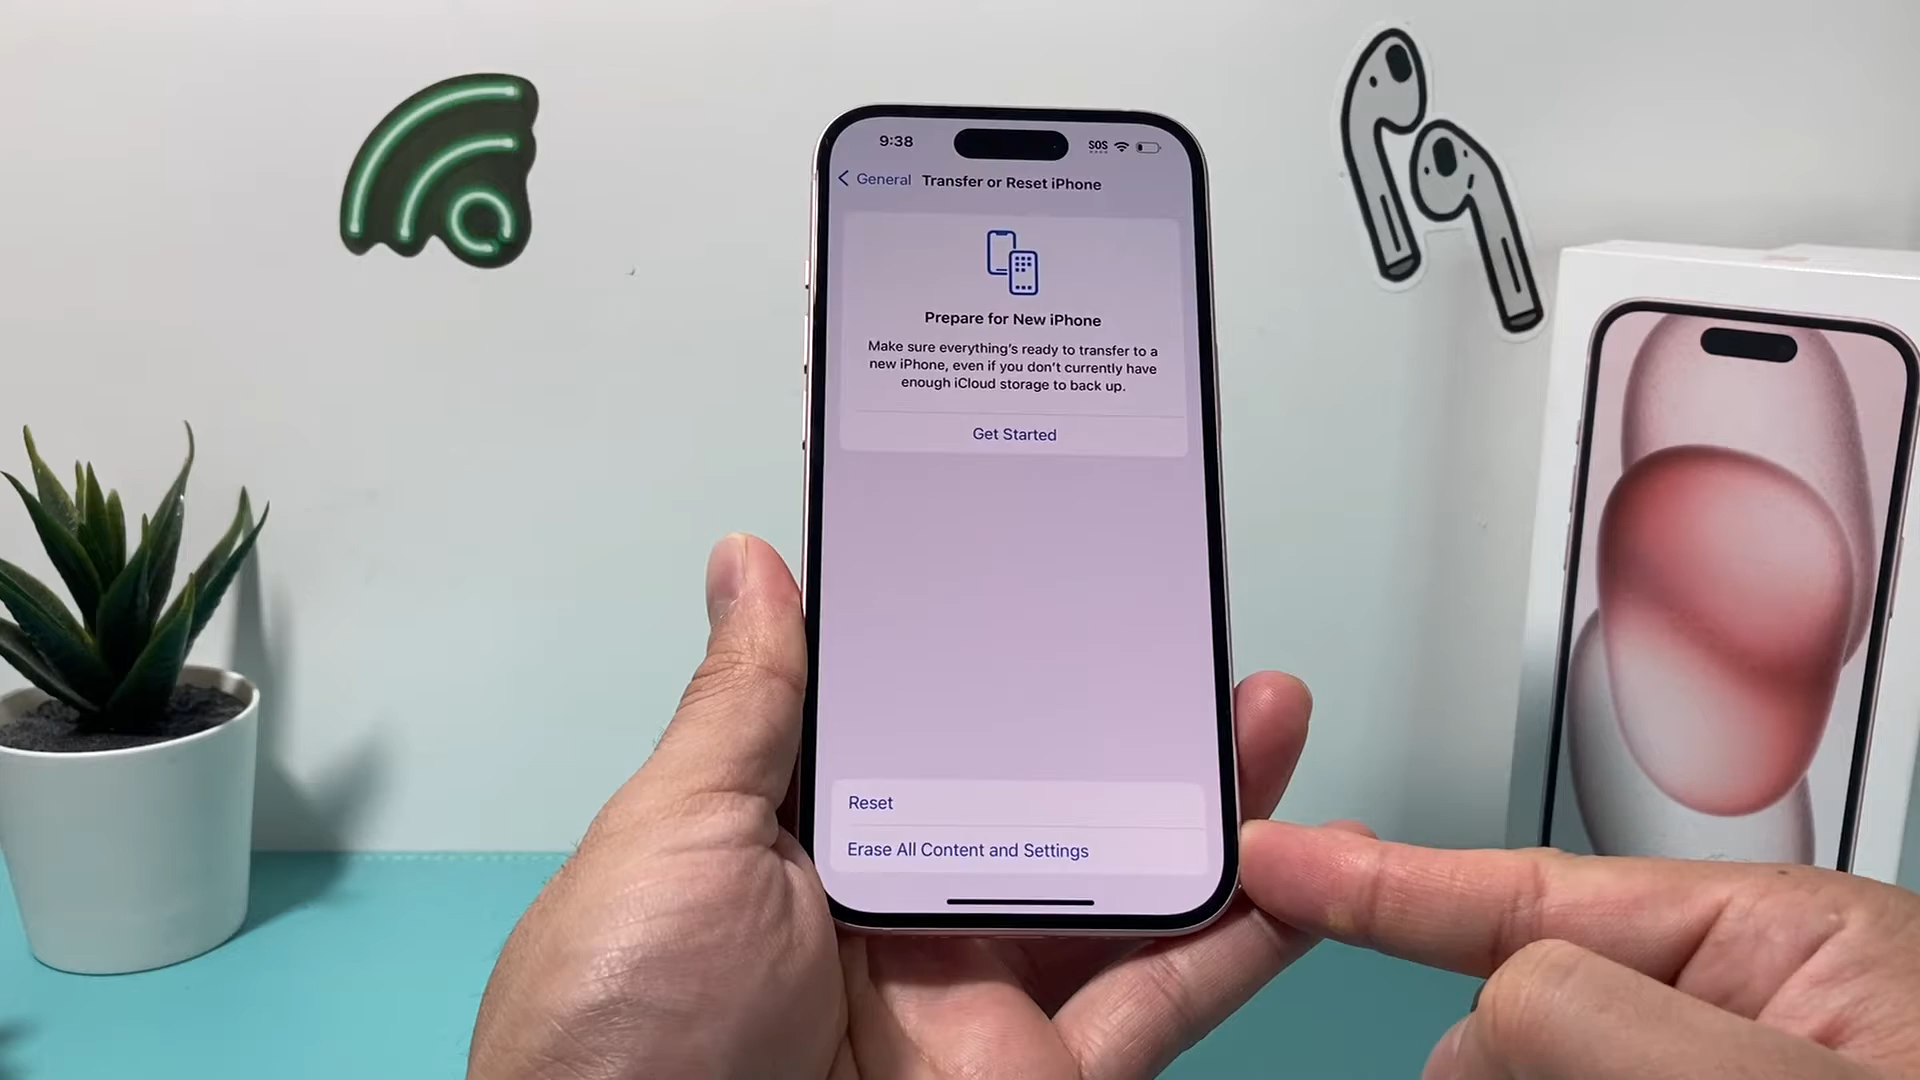 9:38
SOS
General Transfer or Reset iPhone
Prepare for New iPhone
Make sure everything's ready to transfer to a
new iPhone, even if you don't currently have
enough iCloud storage to back up.
Get Started
Reset
Erase All Content and Settings